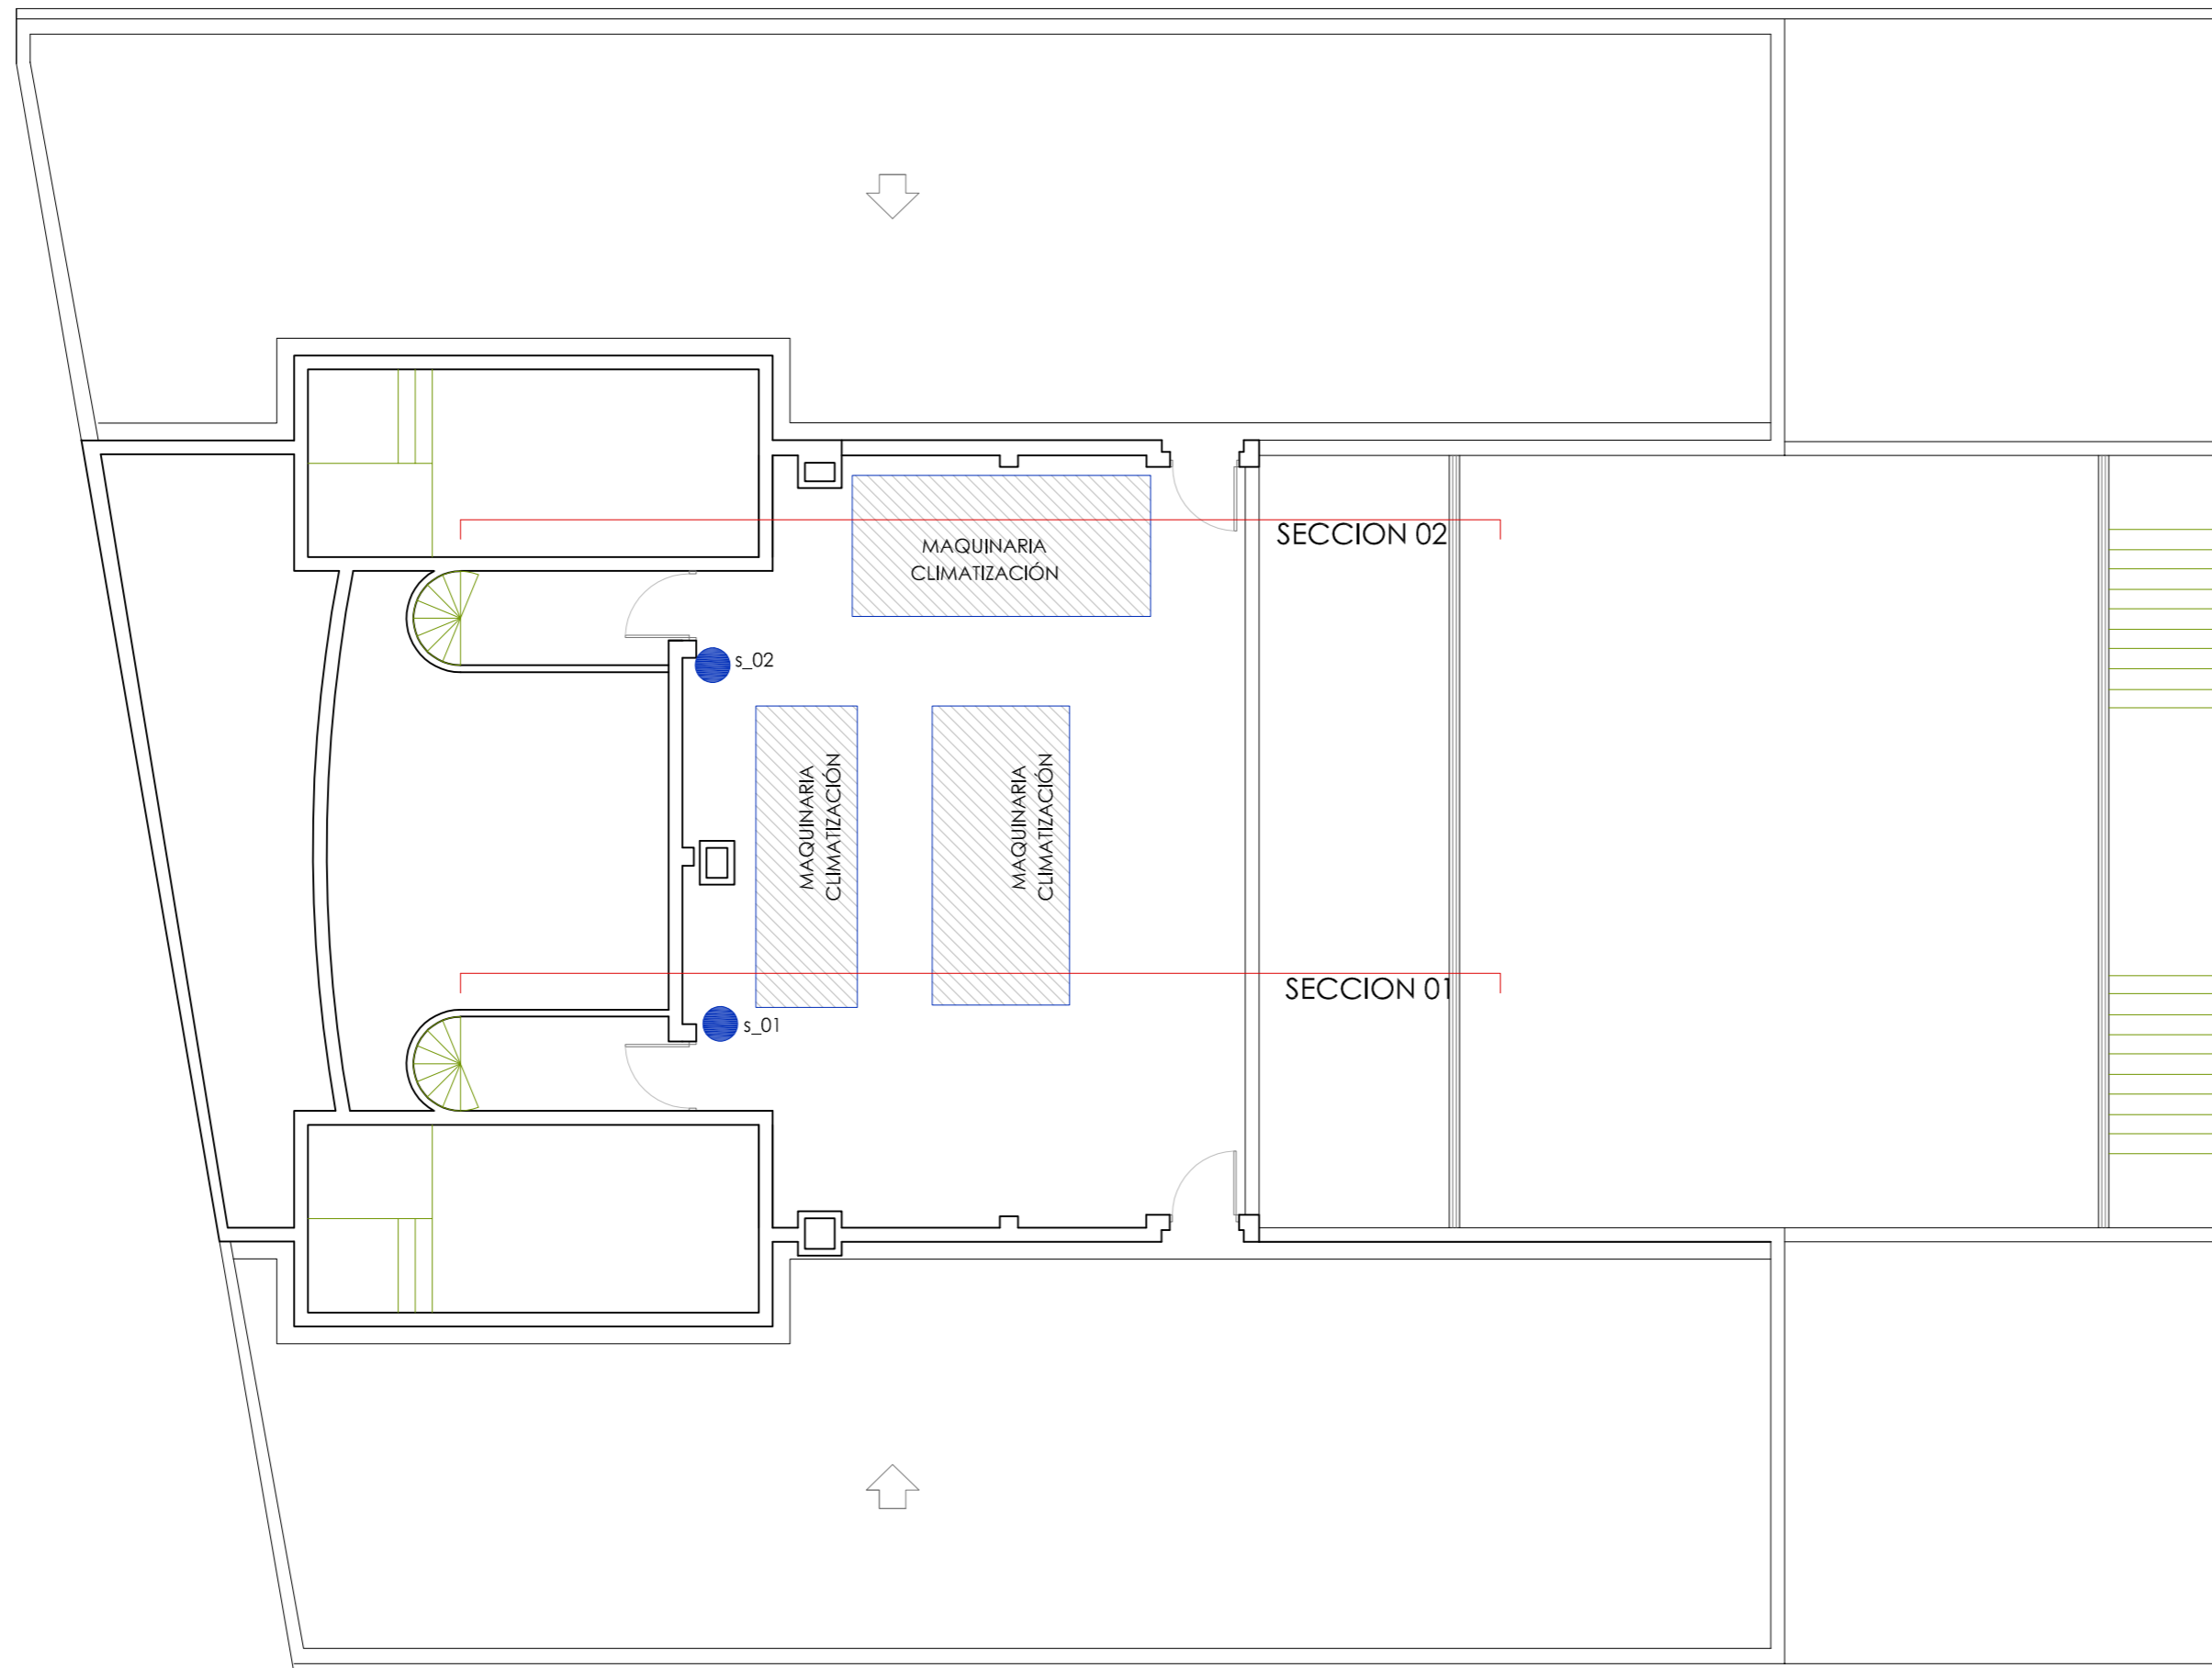 SECCION 02
MAQUINARIA
CLIMATIZACIÓN
s_02
MAQUINARIA
CLIMATIZACIÓN
MAQUINARIA
CLIMATIZACIÓN
SECCION 01
s_01